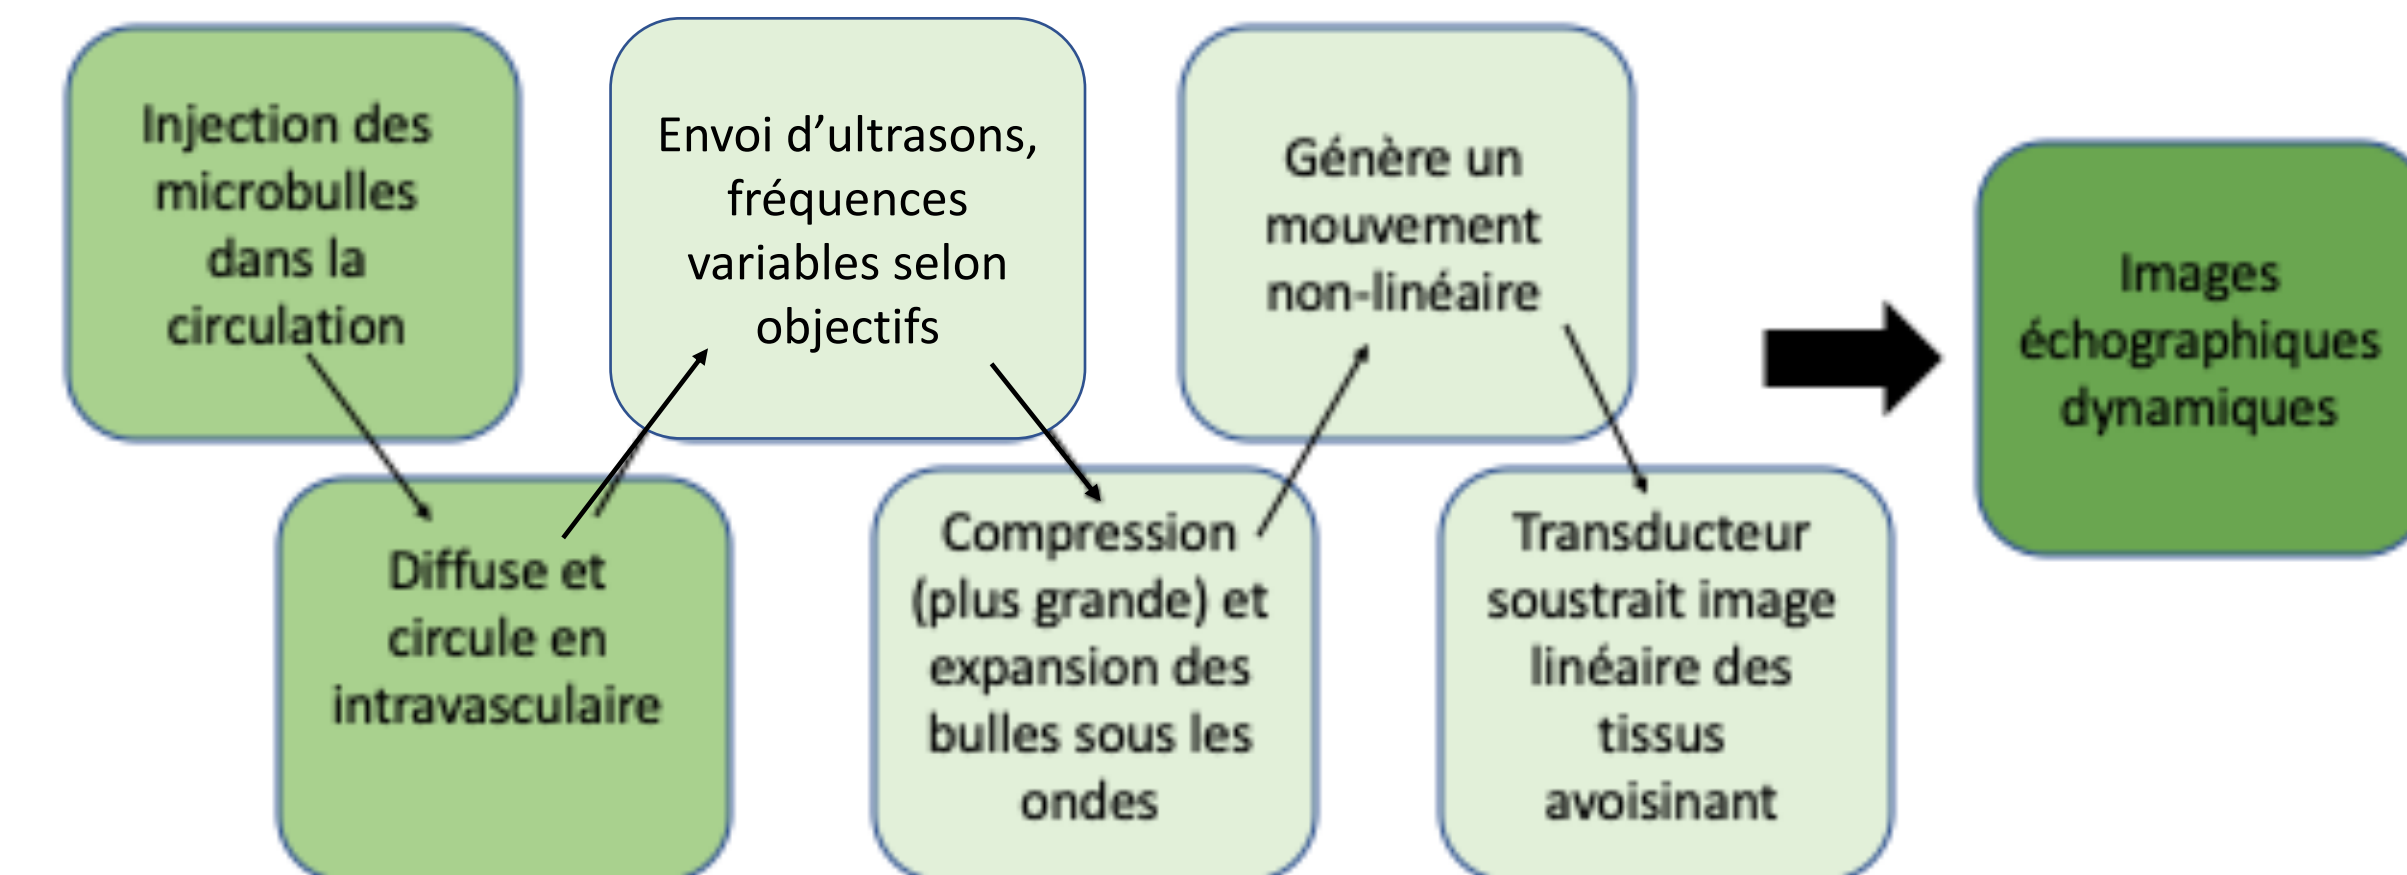 Injection des
microbulles
dans la
circulation
Diffuse et
circule en
intravasculaire
Envoi d’ultrasons,
fréquences
variables selon
objectifs
Compression
(plus grande) et
expansion des
bulles sous les
ondes
Génère un
mouvement
non-linéaire
Transducteur
soustrait image
linéaire des
tissus
avoisinant
Images
échographiques
dynamiques